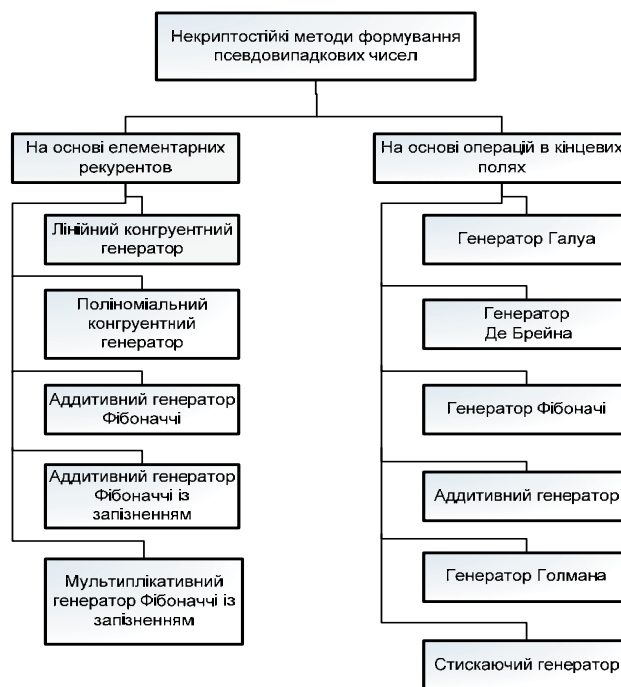 Некриптостійкі методи формування
псевдовипадкових чисел
На основі елементарних
рекурентов
Лінійний конгруентний
генератор
Поліноміальний
конгруентний
генератор
Аддитивний генератор
Фібоначчі
Аддитивний генератор
Фібоначчі із
запізненням
Мультиплікативний
генератор Фібоначчі із
запізненням
На основі операцій в кінцевих
полях
Генератор Галуа
Генератор
Де Брейна
Генератор Фібоначі
Аддитивний генератор
Генератор Голмана
Стискаючий генератор